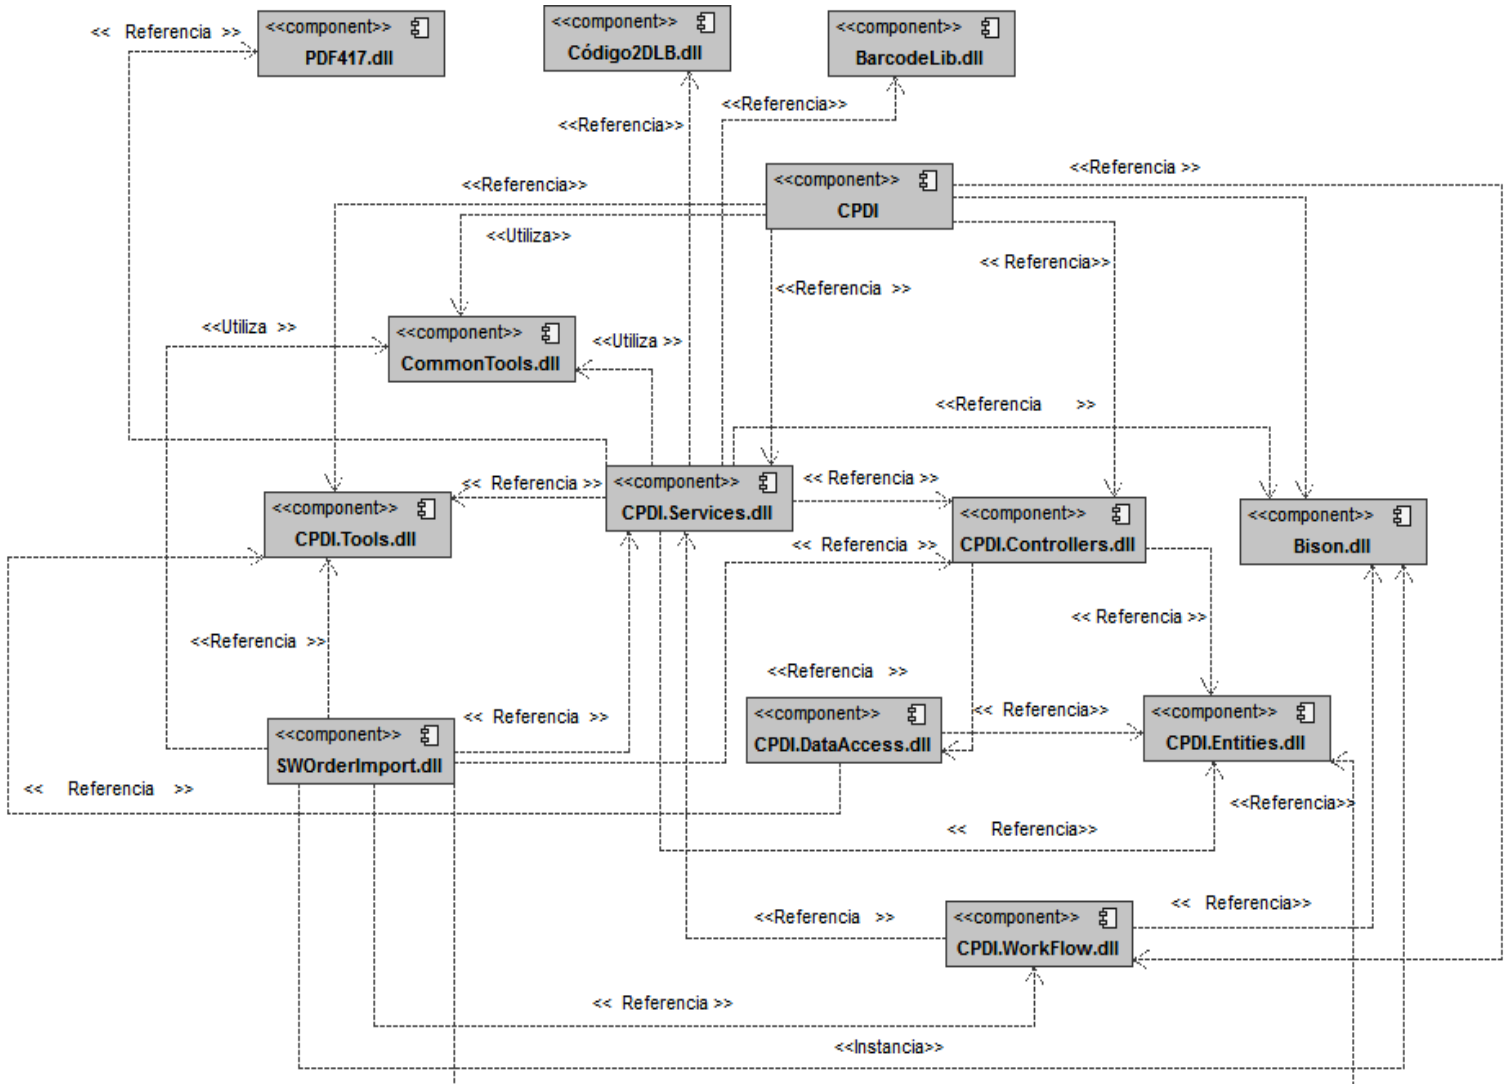 <<component>>
PDF417.dll
<<component>>
Código2DLB.dll
<<component>>
BarcodeLib.dll
<< Referencia >>
<<Referencia>>
<<Referencia>>
<<component>>
CPDI
<<Referencia >>
<<Referencia>>
<<Utiliza>>
<< Referencia>>
<<Referencia >>
<<Utiliza >>
<<component>>
CommonTools.dll
<<Utiliza >>
<<Referencia >>
<<component>>
CPDI.Tools.dll
<< Referencia >>
<<component>>
CPDI.Services.dll
<< Referencia >>
<<component>>
CPDI.Controllers.dll
<<component>>
Bison.dll
<< Referencia >>
<< Referencia >>
<<Referencia >>
<<Referencia >>
<< Referencia >>
<<component>>
SWOrderImport.dll
<<component>>
CPDI.DataAccess.dll
<< Referencia>>
<<component>>
CPDI.Entities.dll
<< Referencia >>
<<Referencia>>
<< Referencia>>
<<Referencia >>
<<component>>
CPDI.WorkFlow.dll
<< Referencia>>
<< Referencia >>
<<Instancia>>